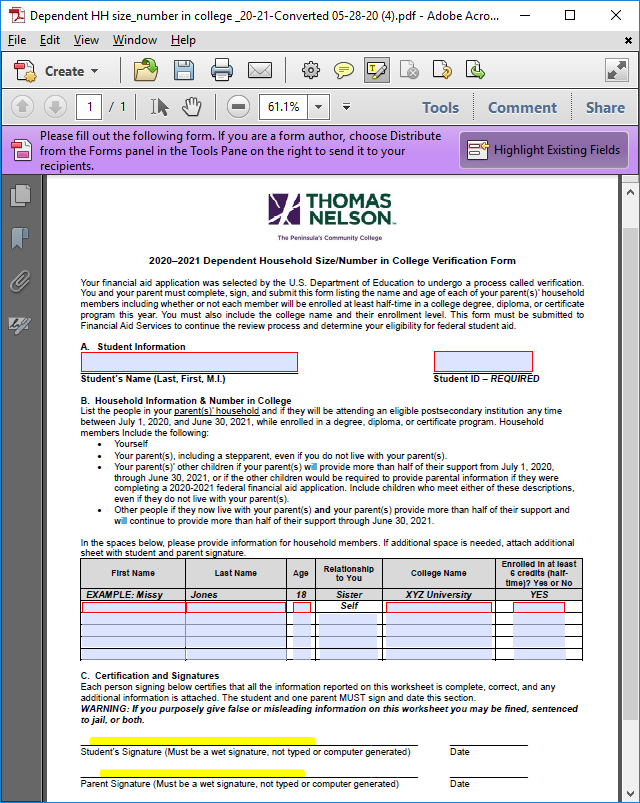 Dependent HH size_number in college _20-21-Converted 05-28-20 (4).pdf - Adobe Acro...
File Edit View Window Help
Create
1 / 1 61.1% Tools Comment Share
Please fill out the following form. If you are a form author, choose Distribute
from the Forms panel in the Tools Pane on the right to send it to your
recipients.
Highlight Existing Fields
THOMAS
NELSON
The Peninsula's Community College
2020–2021 Dependent Household Size/Number in College Verification Form
Your financial aid application was selected by the U.S. Department of Education to undergo a process called verification.
You and your parent must complete, sign, and submit this form listing the name and age of each of your parent(s)' household
members including whether or not each member will be enrolled at least half-time in a college degree, diploma, or certificate
program this year. You must also include the college name and their enrollment level. This form must be submitted to
Financial Aid Services to continue the review process and determine your eligibility for federal student aid.
A. Student Information
Student's Name (Last, First, M.I.) Student ID – REQUIRED
B. Household Information & Number in College
List the people in your parent(s)' household and if they will be attending an eligible postsecondary institution any time
between July 1, 2020, and June 30, 2021, while enrolled in a degree, diploma, or certificate program. Household
members Include the following:
• Yourself
• Your parent(s), including a stepparent, even if you do not live with your parent(s).
• Your parent(s)' other children if your parent(s) will provide more than half of their support from July 1, 2020,
through June 30, 2021, or if the other children would be required to provide parental information if they were
completing a 2020-2021 federal financial aid application. Include children who meet either of these descriptions,
even if they do not live with your parent(s).
• Other people if they now live with your parent(s) and your parent(s) provide more than half of their support and
will continue to provide more than half of their support through June 30, 2021.
In the spaces below, please provide information for household members. If additional space is needed, attach additional
sheet with student and parent signature.
First Name Last Name Age Relationship to You College Name Enrolled in at least 6 credits (half-time)? Yes or No
EXAMPLE: Missy Jones 18 Sister XYZ University YES
Self
C. Certification and Signatures
Each person signing below certifies that all the information reported on this worksheet is complete, correct, and any
additional information is attached. The student and one parent MUST sign and date this section.
WARNING: If you purposely give false or misleading information on this worksheet you may be fined, sentenced
to jail, or both.
Student's Signature (Must be a wet signature, not typed or computer generated) Date
Parent Signature (Must be a wet signature, not typed or computer generated) Date